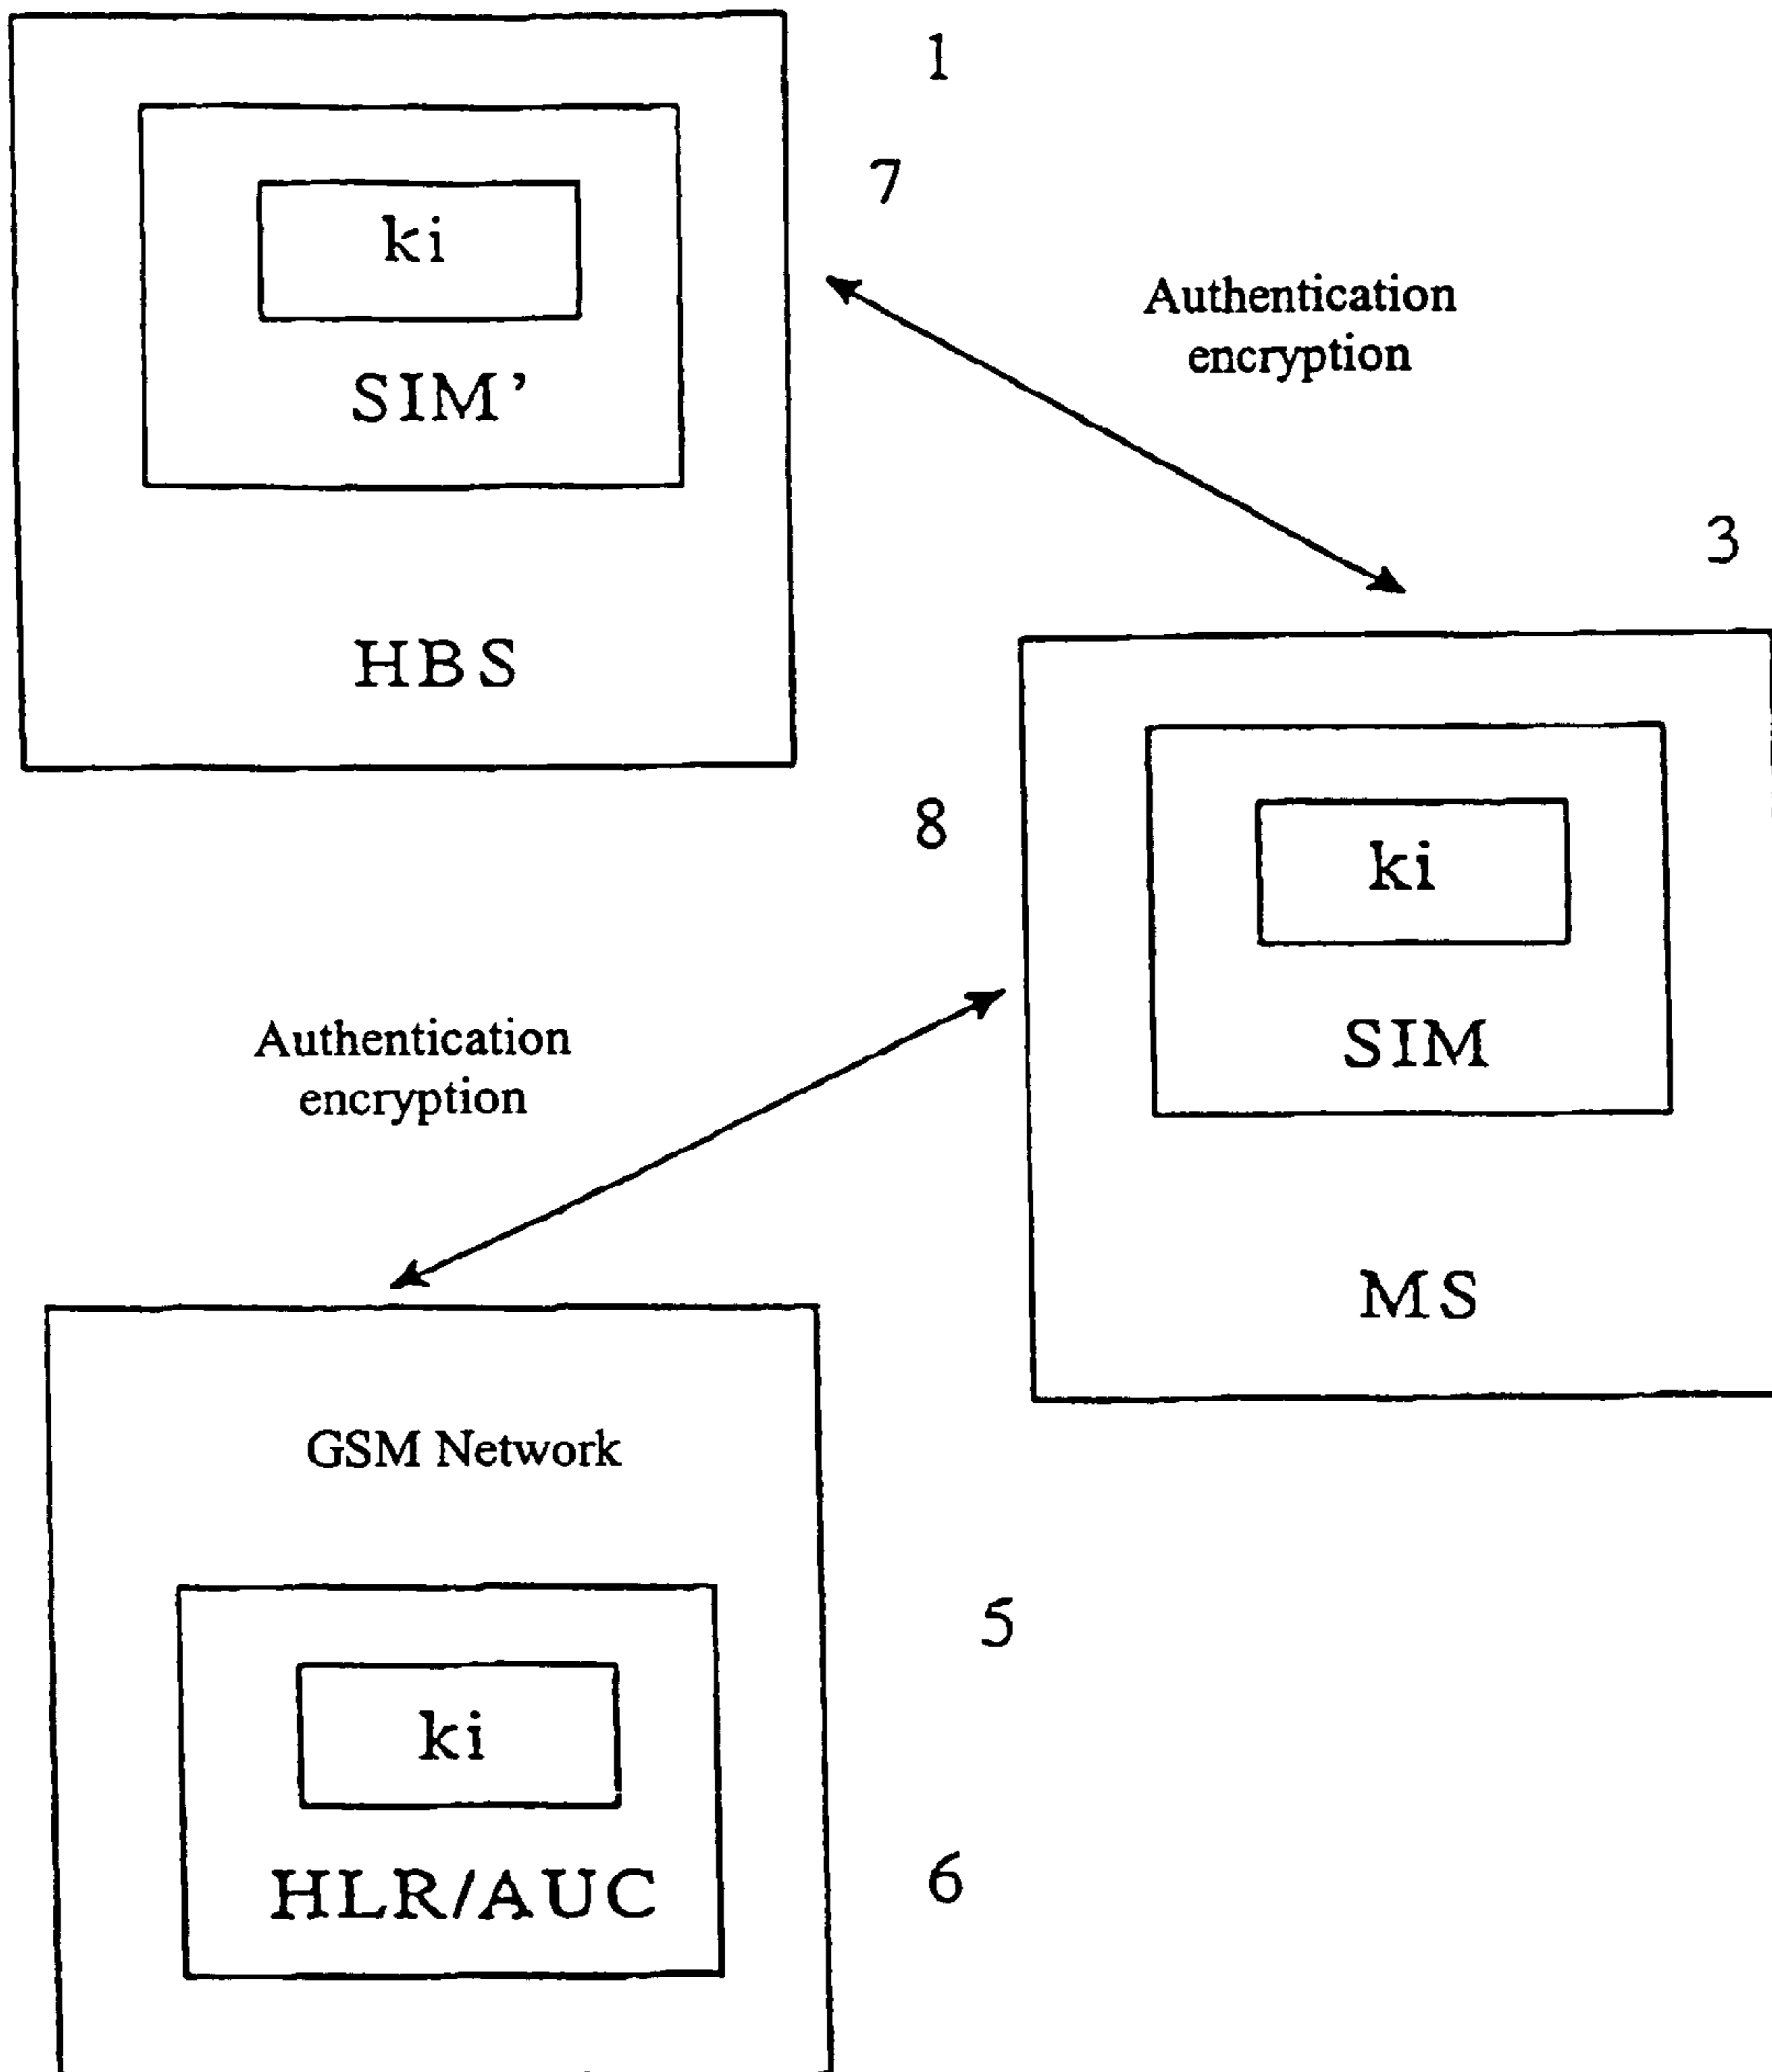 1
7
ki
SIM’
HBS
Authentication
encryption
3
8
ki
SIM
MS
Authentication
encryption
GSM Network
5
ki
HLR/AUC
6